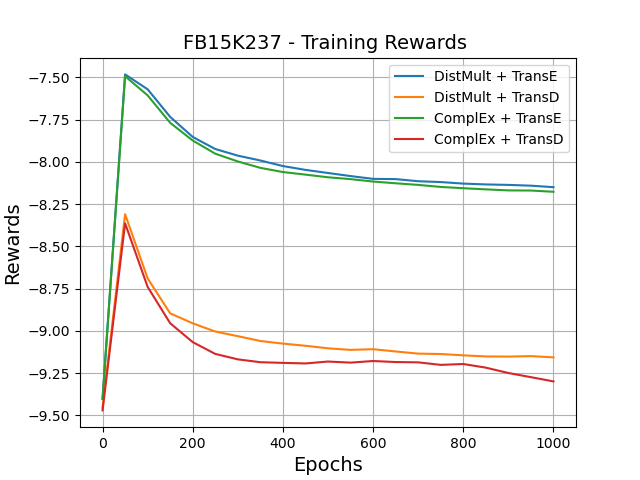 FB15K237 - Training Rewards
Rewards
−7.50
−7.75
−8.00
−8.25
−8.50
−8.75
−9.00
−9.25
−9.50
DistMult + TransE
DistMult + TransD
ComplEx + TransE
ComplEx + TransD
0
200
400
600
800
1000
Epochs